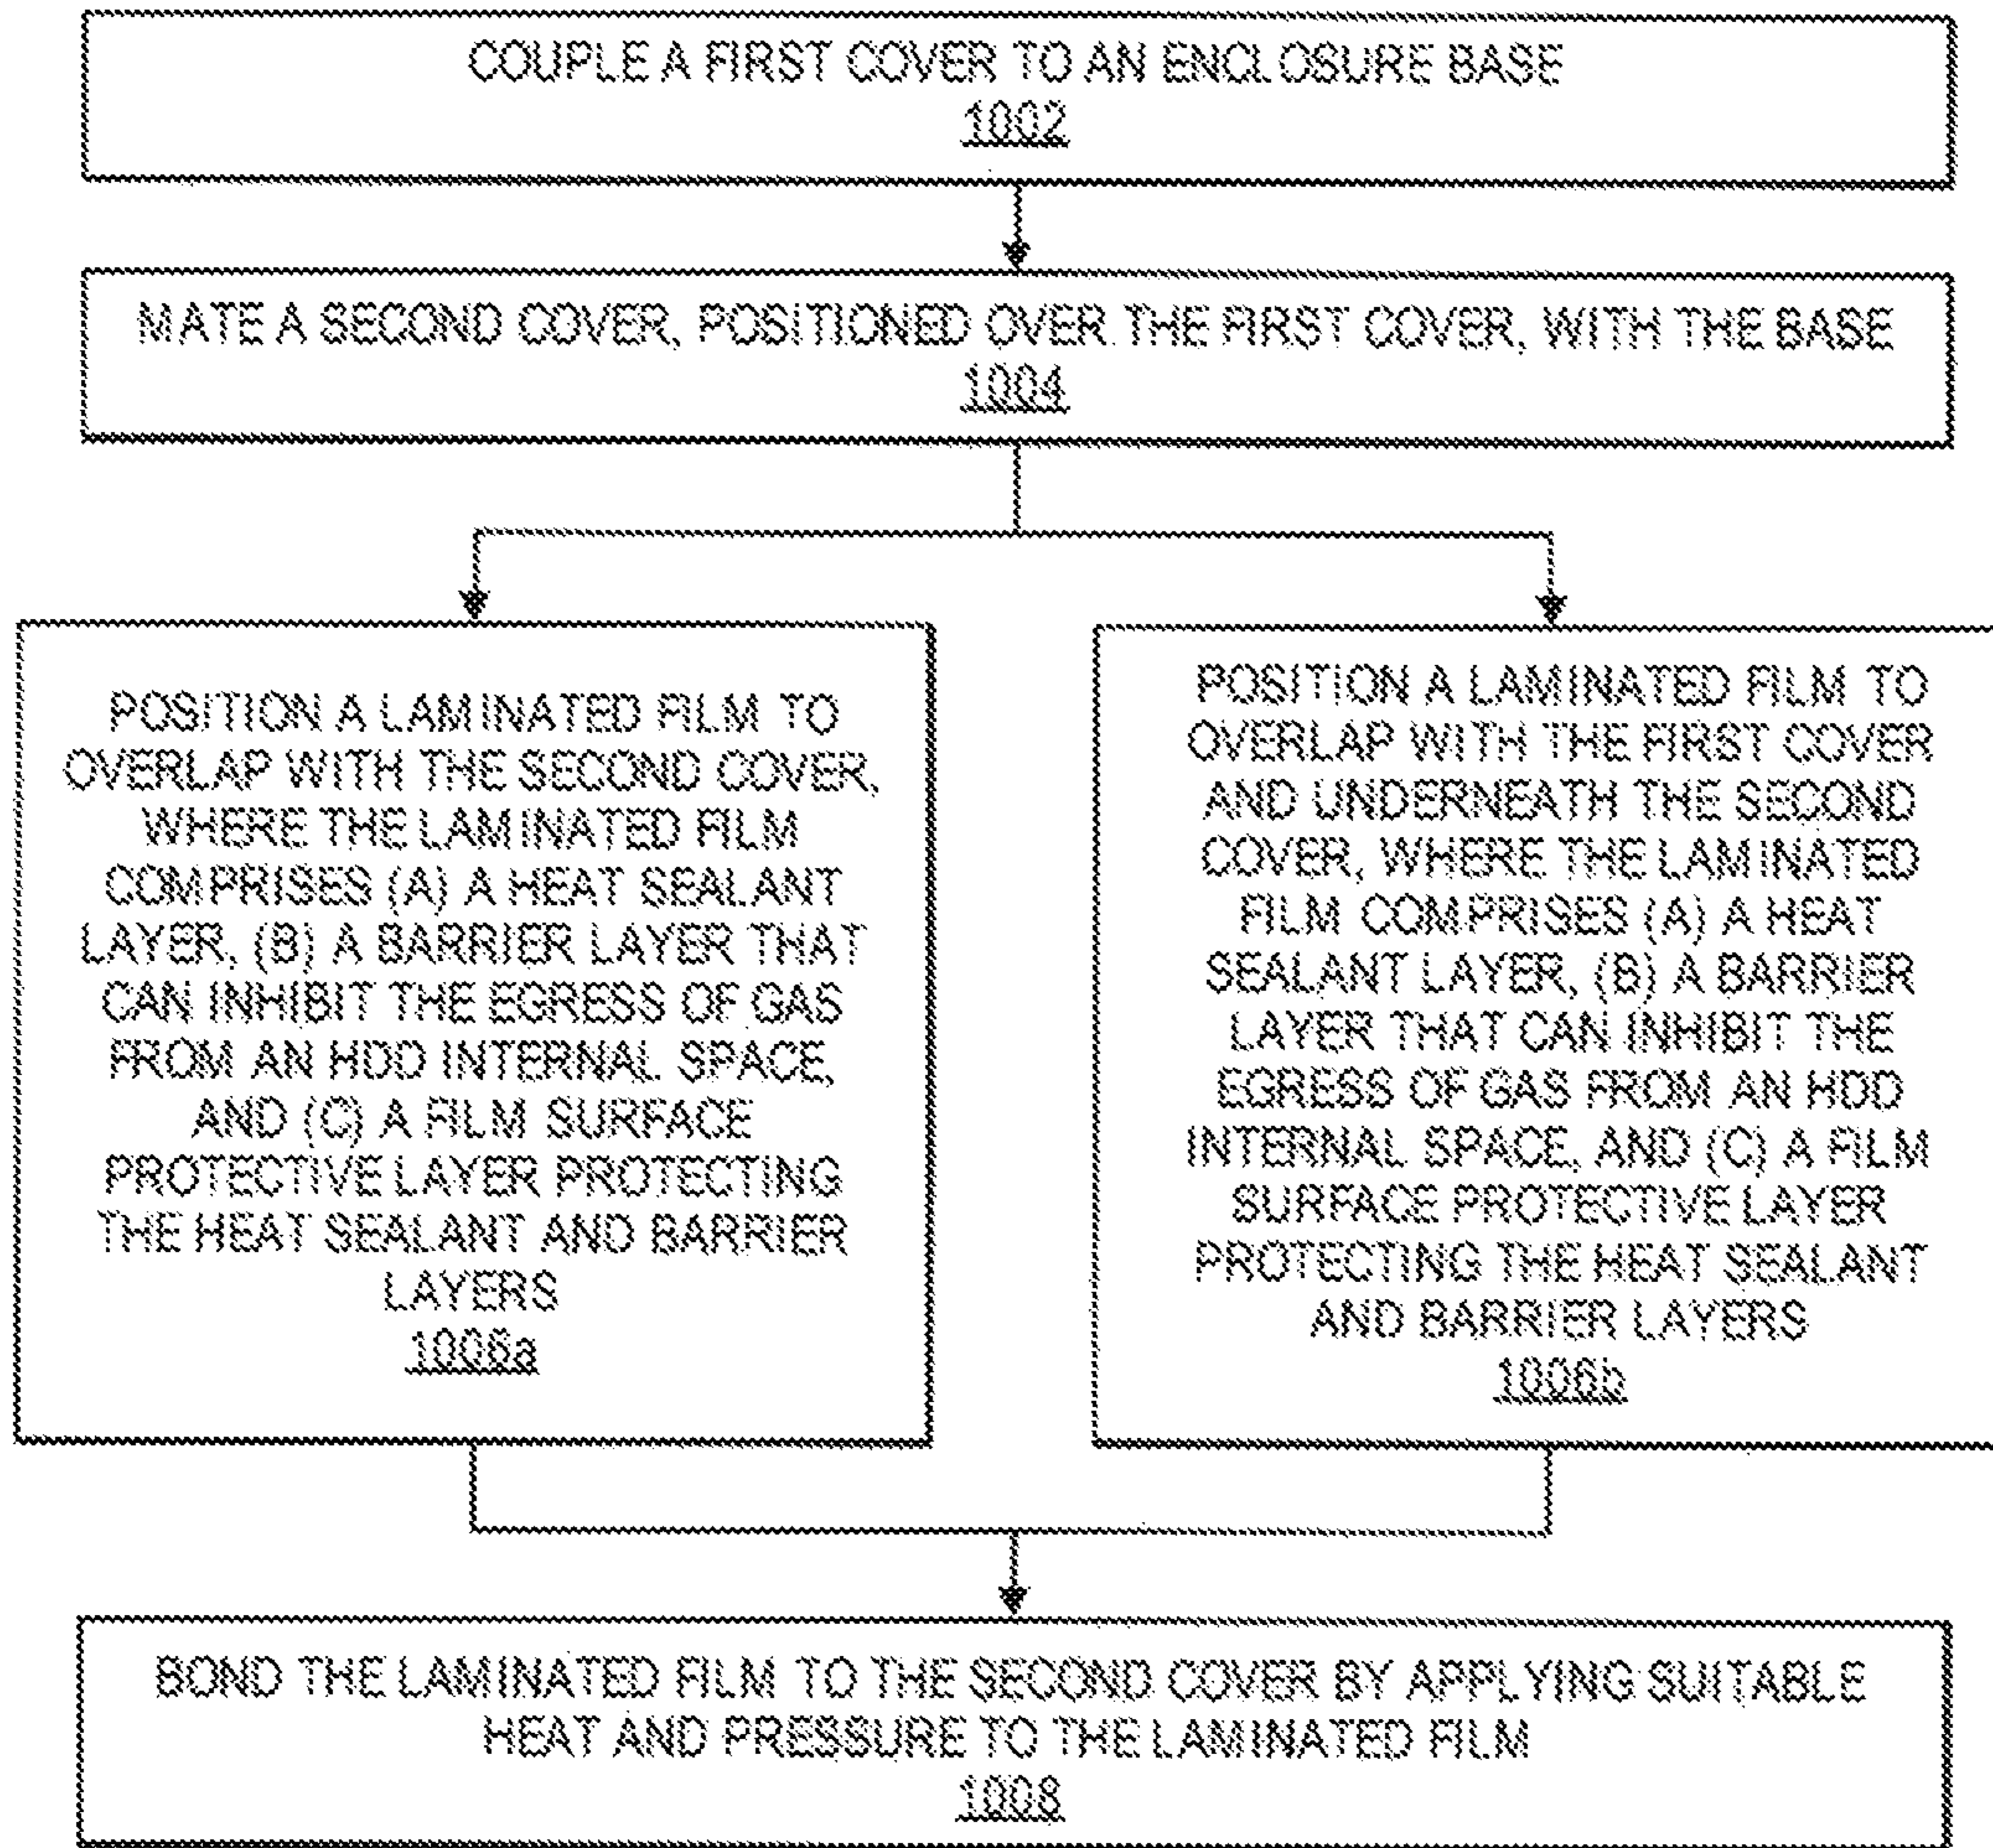 COUPLE A FIRST COVER TO AN ENCLOSURE BASE
1002
MATE A SECOND COVER, POSITIONED OVER THE FIRST COVER, WITH THE BASE
1004
POSITION A LAMINATED FILM TO
OVERLAP WITH THE SECOND COVER,
WHERE THE LAMINATED FILM
COMPRISES (A) A HEAT SEALANT
LAYER, (B) A BARRIER LAYER THAT
CAN INHIBIT THE EGRESS OF GAS
FROM AN HDD INTERNAL SPACE,
AND (C) A FILM SURFACE
PROTECTIVE LAYER PROTECTING
THE HEAT SEALANT AND BARRIER
LAYERS
1006a
POSITION A LAMINATED FILM TO
OVERLAP WITH THE FIRST COVER
AND UNDERNEATH THE SECOND
COVER, WHERE THE LAMINATED
FILM COMPRISES (A) A HEAT
SEALANT LAYER, (B) A BARRIER
LAYER THAT CAN INHIBIT THE
EGRESS OF GAS FROM AN HDD
INTERNAL SPACE, AND (C) A FILM
SURFACE PROTECTIVE LAYER
PROTECTING THE HEAT SEALANT
AND BARRIER LAYERS
1006b
BOND THE LAMINATED FILM TO THE SECOND COVER BY APPLYING SUITABLE
HEAT AND PRESSURE TO THE LAMINATED FILM
1008